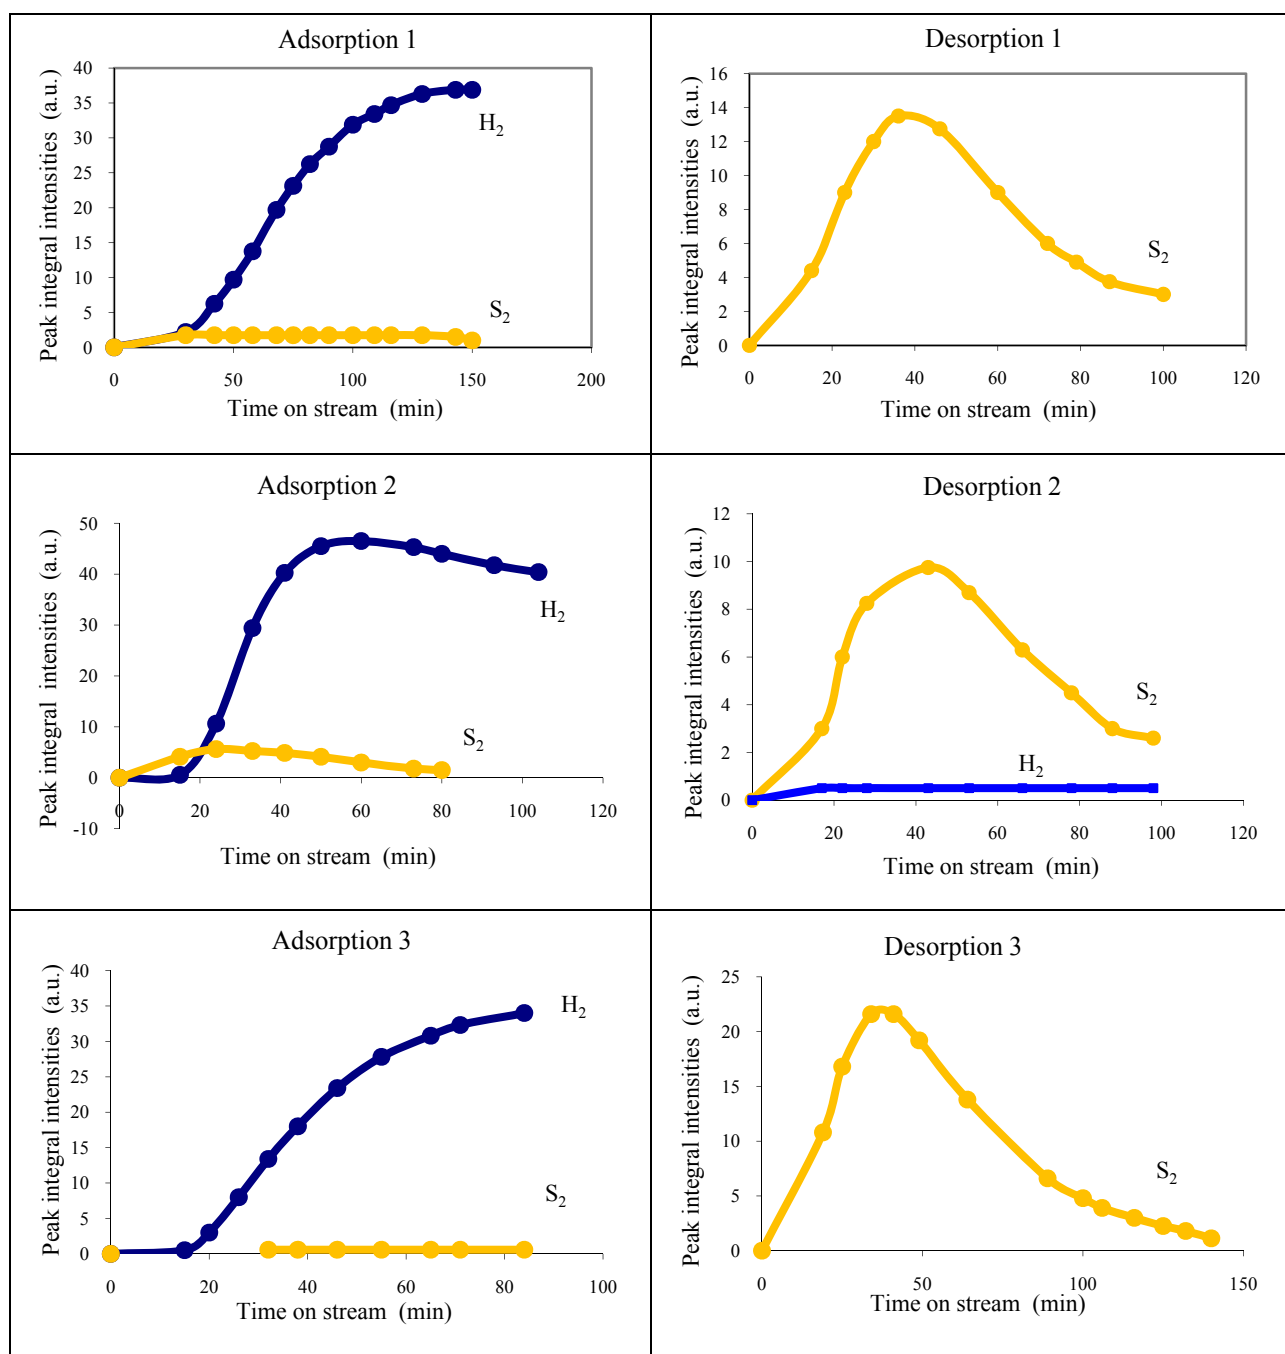 Adsorption 1
Peak integral intensities (a.u.)
40
35
30
25
20
15
10
5
0
H₂
S₂
0 50 100 150 200
Time on stream (min)
Desorption 1
Peak integral intensities (a.u.)
16
14
12
10
8
6
4
2
0
S₂
0 20 40 60 80 100 120
Time on stream (min)
Adsorption 2
Peak integral intensities (a.u.)
50
40
30
20
10
0
-10
H₂
S₂
0 20 40 60 80 100 120
Time on stream (min)
Desorption 2
Peak integral intensities (a.u.)
12
10
8
6
4
2
0
S₂
H₂
0 20 40 60 80 100 120
Time on stream (min)
Adsorption 3
Peak integral intensities (a.u.)
40
35
30
25
20
15
10
5
0
H₂
S₂
0 20 40 60 80 100
Time on stream (min)
Desorption 3
Peak integral intensities (a.u.)
25
20
15
10
5
0
S₂
0 50 100 150
Time on stream (min)